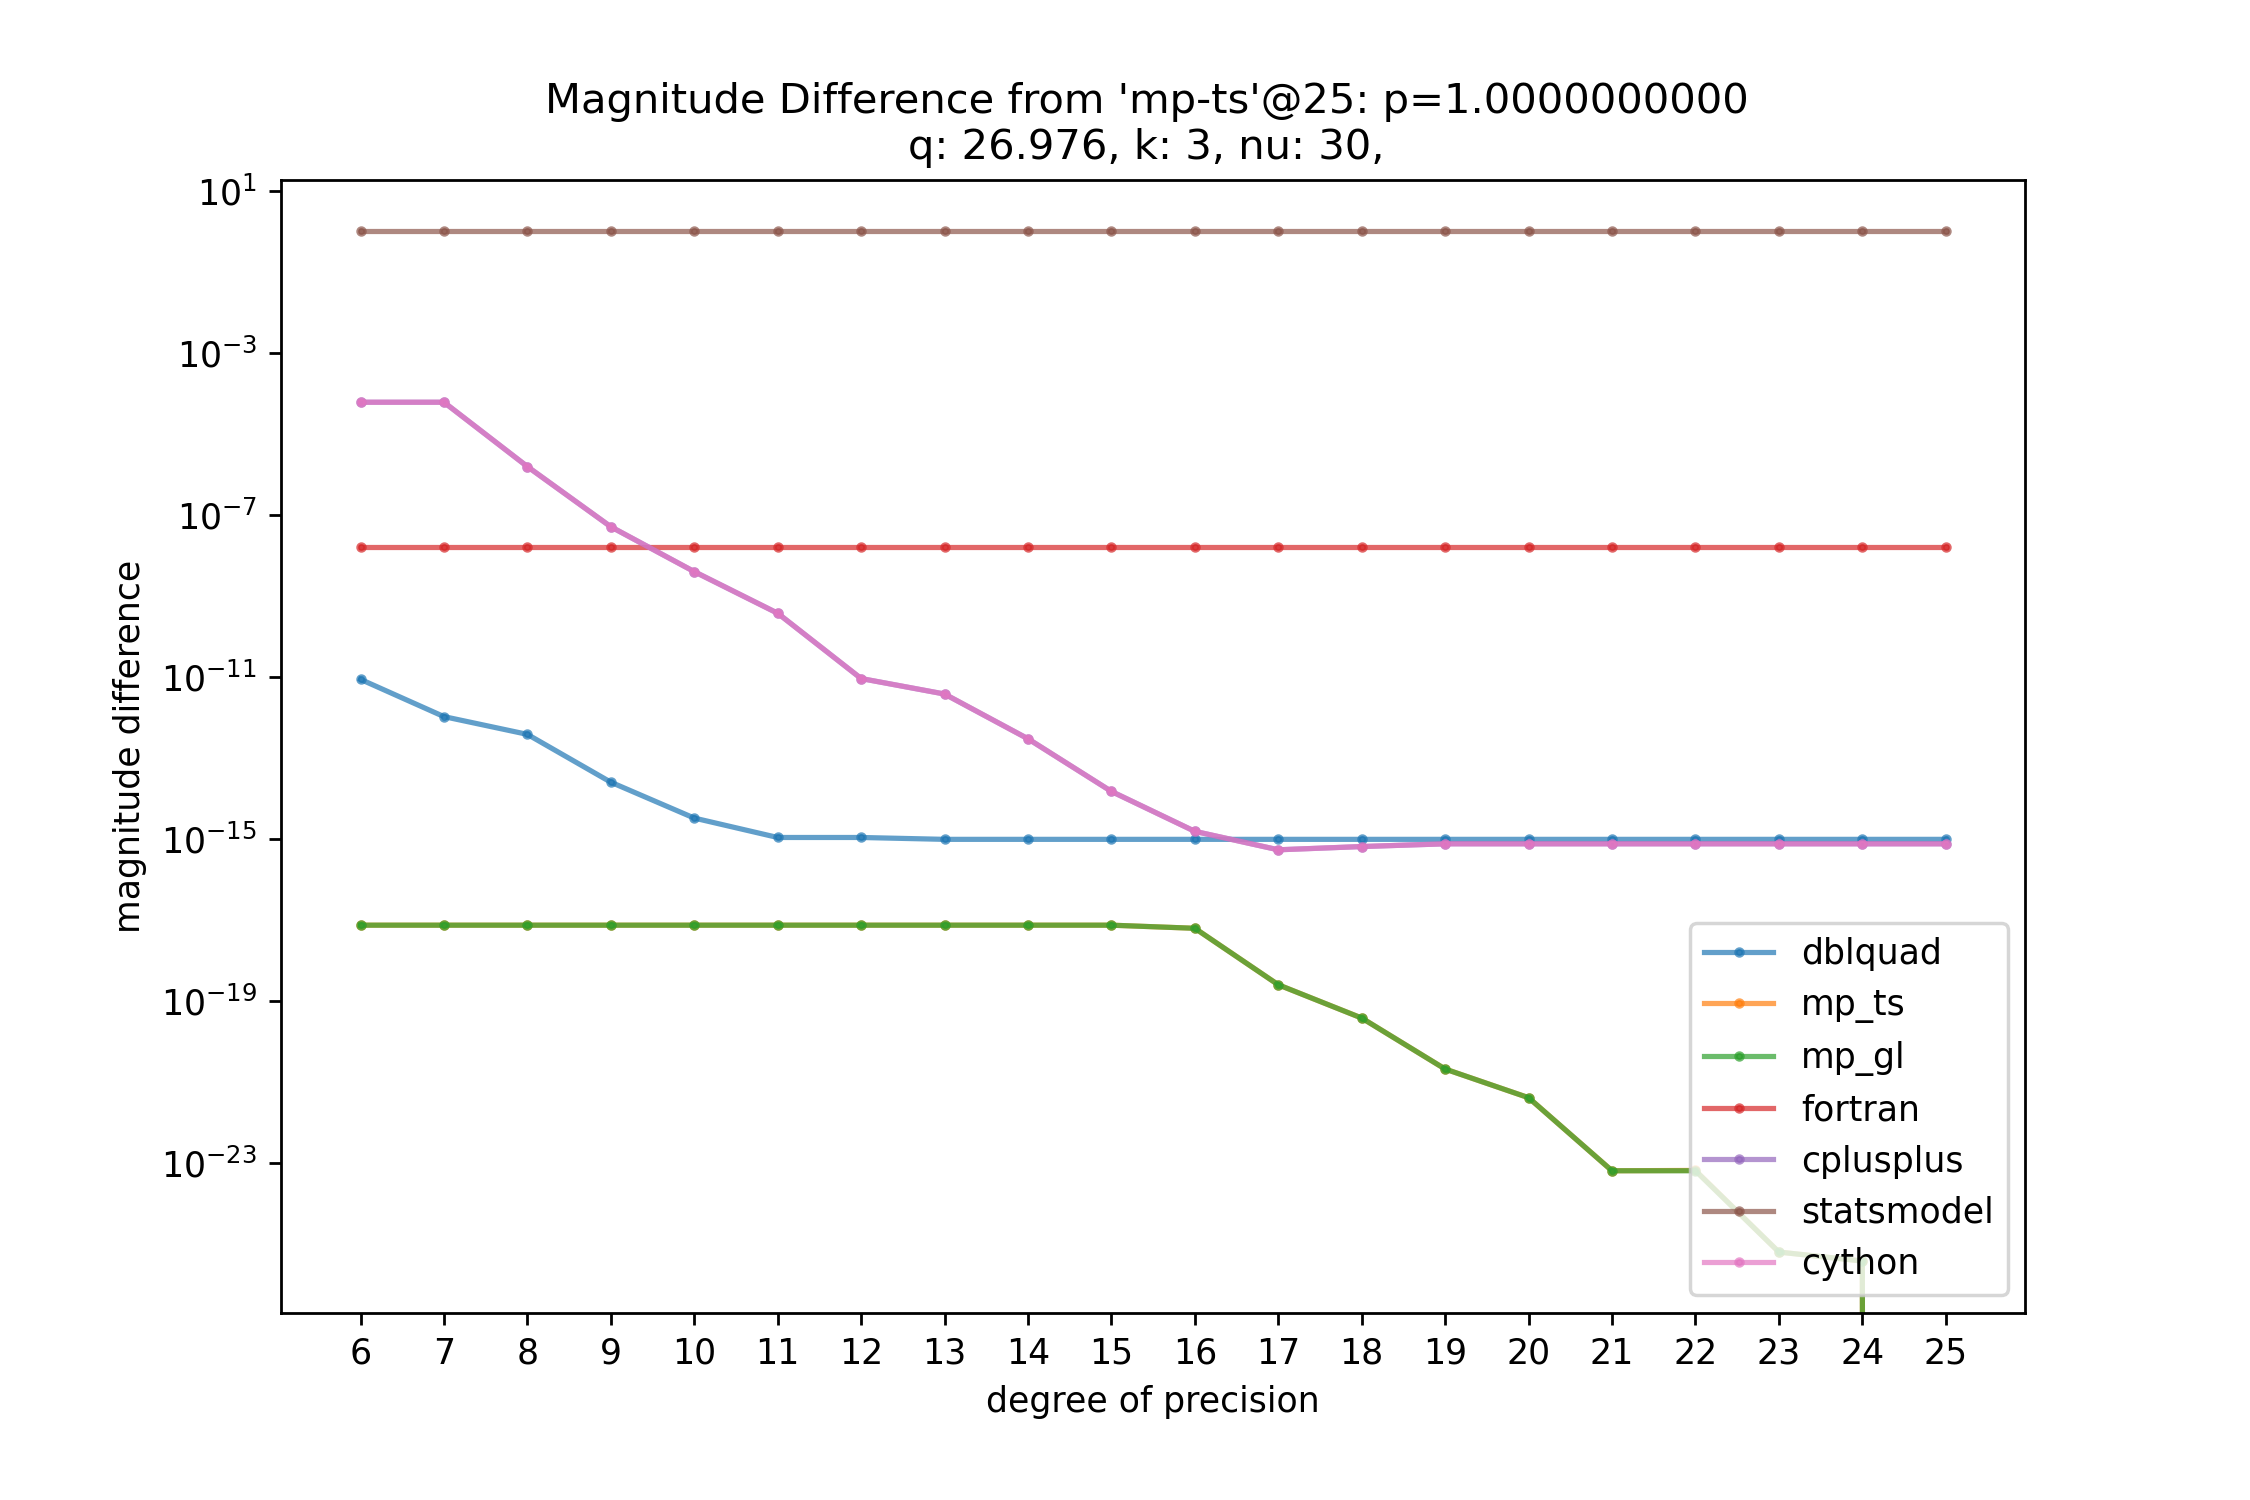 Magnitude Difference from 'mp-ts'@25: p=1.0000000000
q: 26.976, k: 3, nu: 30,
10¹
10⁻³
10⁻⁷
10⁻¹¹
10⁻¹⁵
10⁻¹⁹
10⁻²³
magnitude difference
dblquad
mp_ts
mp_gl
fortran
cplusplus
statsmodel
cython
6 7 8 9 10 11 12 13 14 15 16 17 18 19 20 21 22 23 24 25
degree of precision